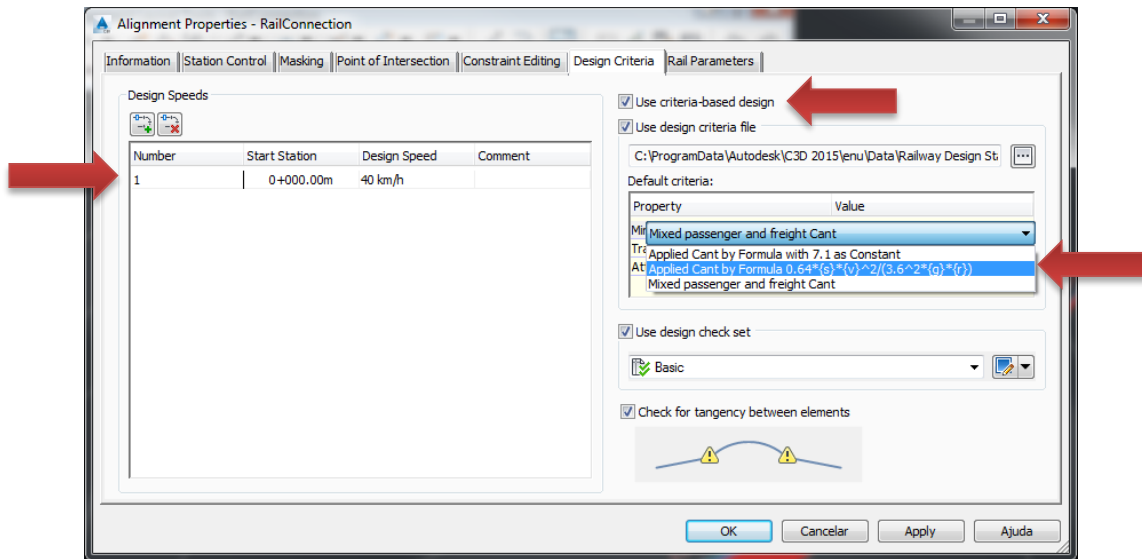 Alignment Properties - RailConnection
Information Station Control Masking Point of Intersection Constraint Editing Design Criteria Rail Parameters
Design Speeds
Number Start Station Design Speed Comment
1 0+000.00m 40 km/h
Use criteria-based design
Use design criteria file
C:\ProgramData\Autodesk\C3D 2015\enu\Data\Railway Design St
Default criteria:
Property Value
Mixed passenger and freight Cant
Applied Cant by Formula with 7.1 as Constant
Applied Cant by Formula 0.64*{s}*{v}^2/(3.6^2*{g}*{r})
Mixed passenger and freight Cant
Use design check set
Basic
Check for tangency between elements
OK Cancelar Apply Ajuda